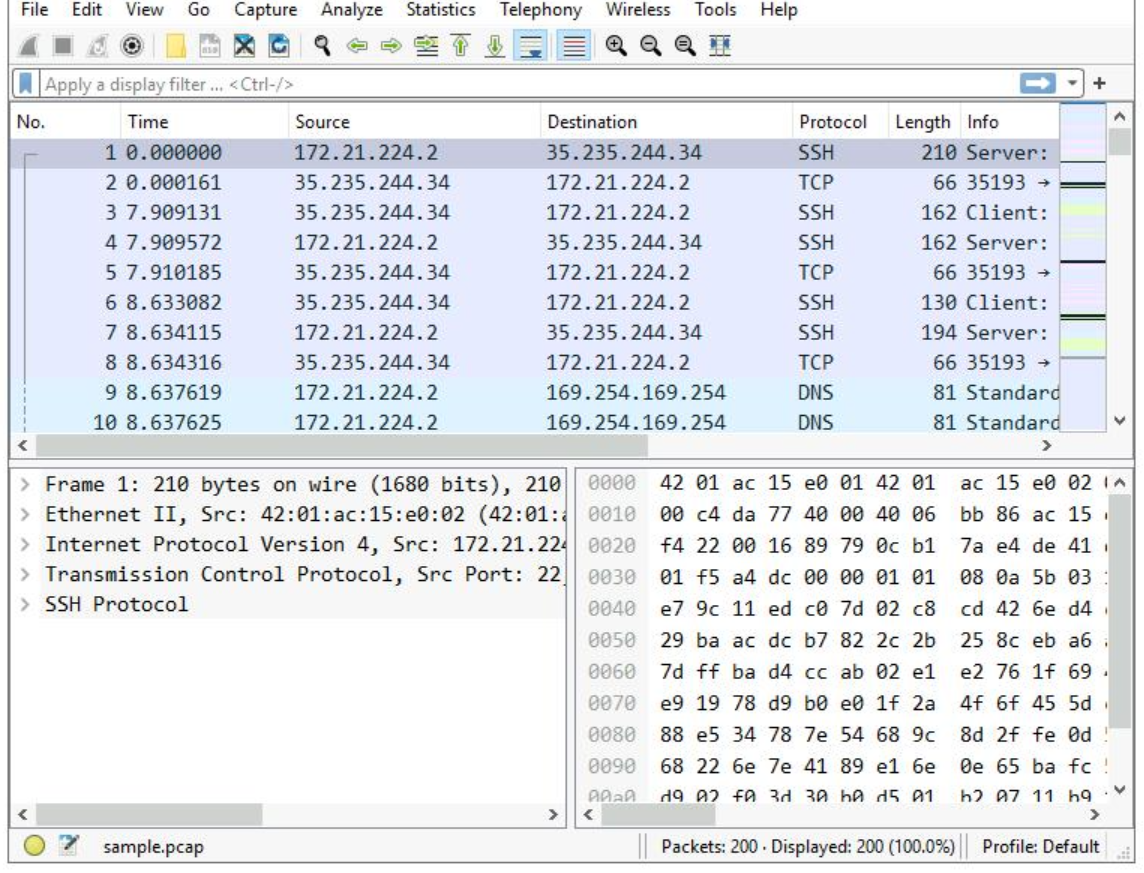 File Edit View Go Capture Analyze Statistics Telephony Wireless Tools Help
Apply a display filter ... <Ctrl-/>
+
No. Time Source Destination Protocol Length Info
1 0.000000 172.21.224.2 35.235.244.34 SSH 210 Server:
2 0.000161 35.235.244.34 172.21.224.2 TCP 66 35193 →
3 7.909131 35.235.244.34 172.21.224.2 SSH 162 Client:
4 7.909572 172.21.224.2 35.235.244.34 SSH 162 Server:
5 7.910185 35.235.244.34 172.21.224.2 TCP 66 35193 →
6 8.633082 35.235.244.34 172.21.224.2 SSH 130 Client:
7 8.634115 172.21.224.2 35.235.244.34 SSH 194 Server:
8 8.634316 35.235.244.34 172.21.224.2 TCP 66 35193 →
9 8.637619 172.21.224.2 169.254.169.254 DNS 81 Standard
10 8.637625 172.21.224.2 169.254.169.254 DNS 81 Standard
Frame 1: 210 bytes on wire (1680 bits), 210
Ethernet II, Src: 42:01:ac:15:e0:02 (42:01:
Internet Protocol Version 4, Src: 172.21.224
Transmission Control Protocol, Src Port: 22
SSH Protocol
0000 42 01 ac 15 e0 01 42 01 ac 15 e0 02
0010 00 c4 da 77 40 00 40 06 bb 86 ac 15
0020 f4 22 00 16 89 79 0c b1 7a e4 de 41
0030 01 f5 a4 dc 00 00 01 01 08 0a 5b 03
0040 e7 9c 11 ed c0 7d 02 c8 cd 42 6e d4
0050 29 ba ac dc b7 82 2c 2b 25 8c eb a6
0060 7d ff ba d4 cc ab 02 e1 e2 76 1f 69
0070 e9 19 78 d9 b0 e0 1f 2a 4f 6f 45 5d
0080 88 e5 34 78 7e 54 68 9c 8d 2f fe 0d
0090 68 22 6e 7e 41 89 e1 6e 0e 65 ba fc
00a0 d9 02 f0 3d 30 b0 d5 01 b2 07 11 b9
sample.pcap
Packets: 200 · Displayed: 200 (100.0%)
Profile: Default